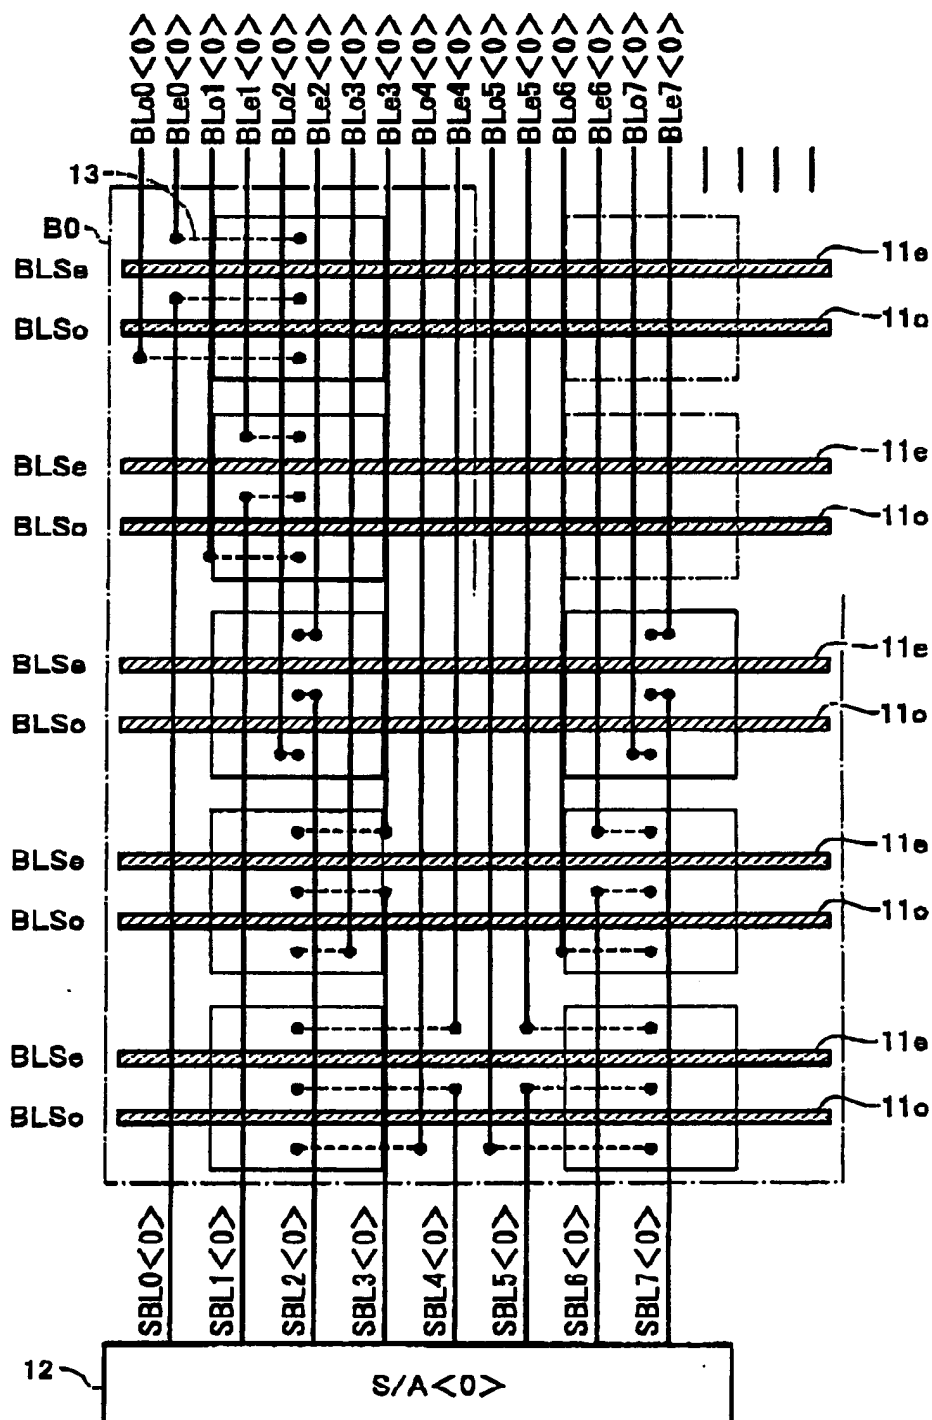 BLo0<0>
BLe0<0>
BLo1<0>
BLe1<0>
BLo2<0>
BLe2<0>
BLo3<0>
BLe3<0>
BLo4<0>
BLe4<0>
BLo5<0>
BLe5<0>
BLo6<0>
BLe6<0>
BLo7<0>
BLe7<0>
13
B0
BLSe 11e
BLSo 11o
BLSe 11e
BLSo 11o
BLSe 11e
BLSo 11o
BLSe 11e
BLSo 11o
BLSe 11e
BLSo 11o
SBL0<0>
SBL1<0>
SBL2<0>
SBL3<0>
SBL4<0>
SBL5<0>
SBL6<0>
SBL7<0>
12
S/A<0>